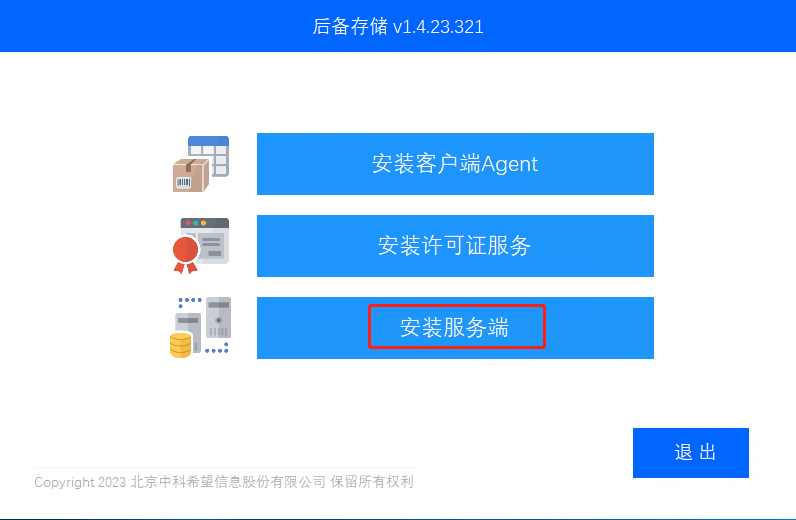 后备存储 v1.4.23.321
安装客户端Agent
安装许可证服务
安装服务端
退 出
Copyright 2023 北京中科希望信息股份有限公司 保留所有权利